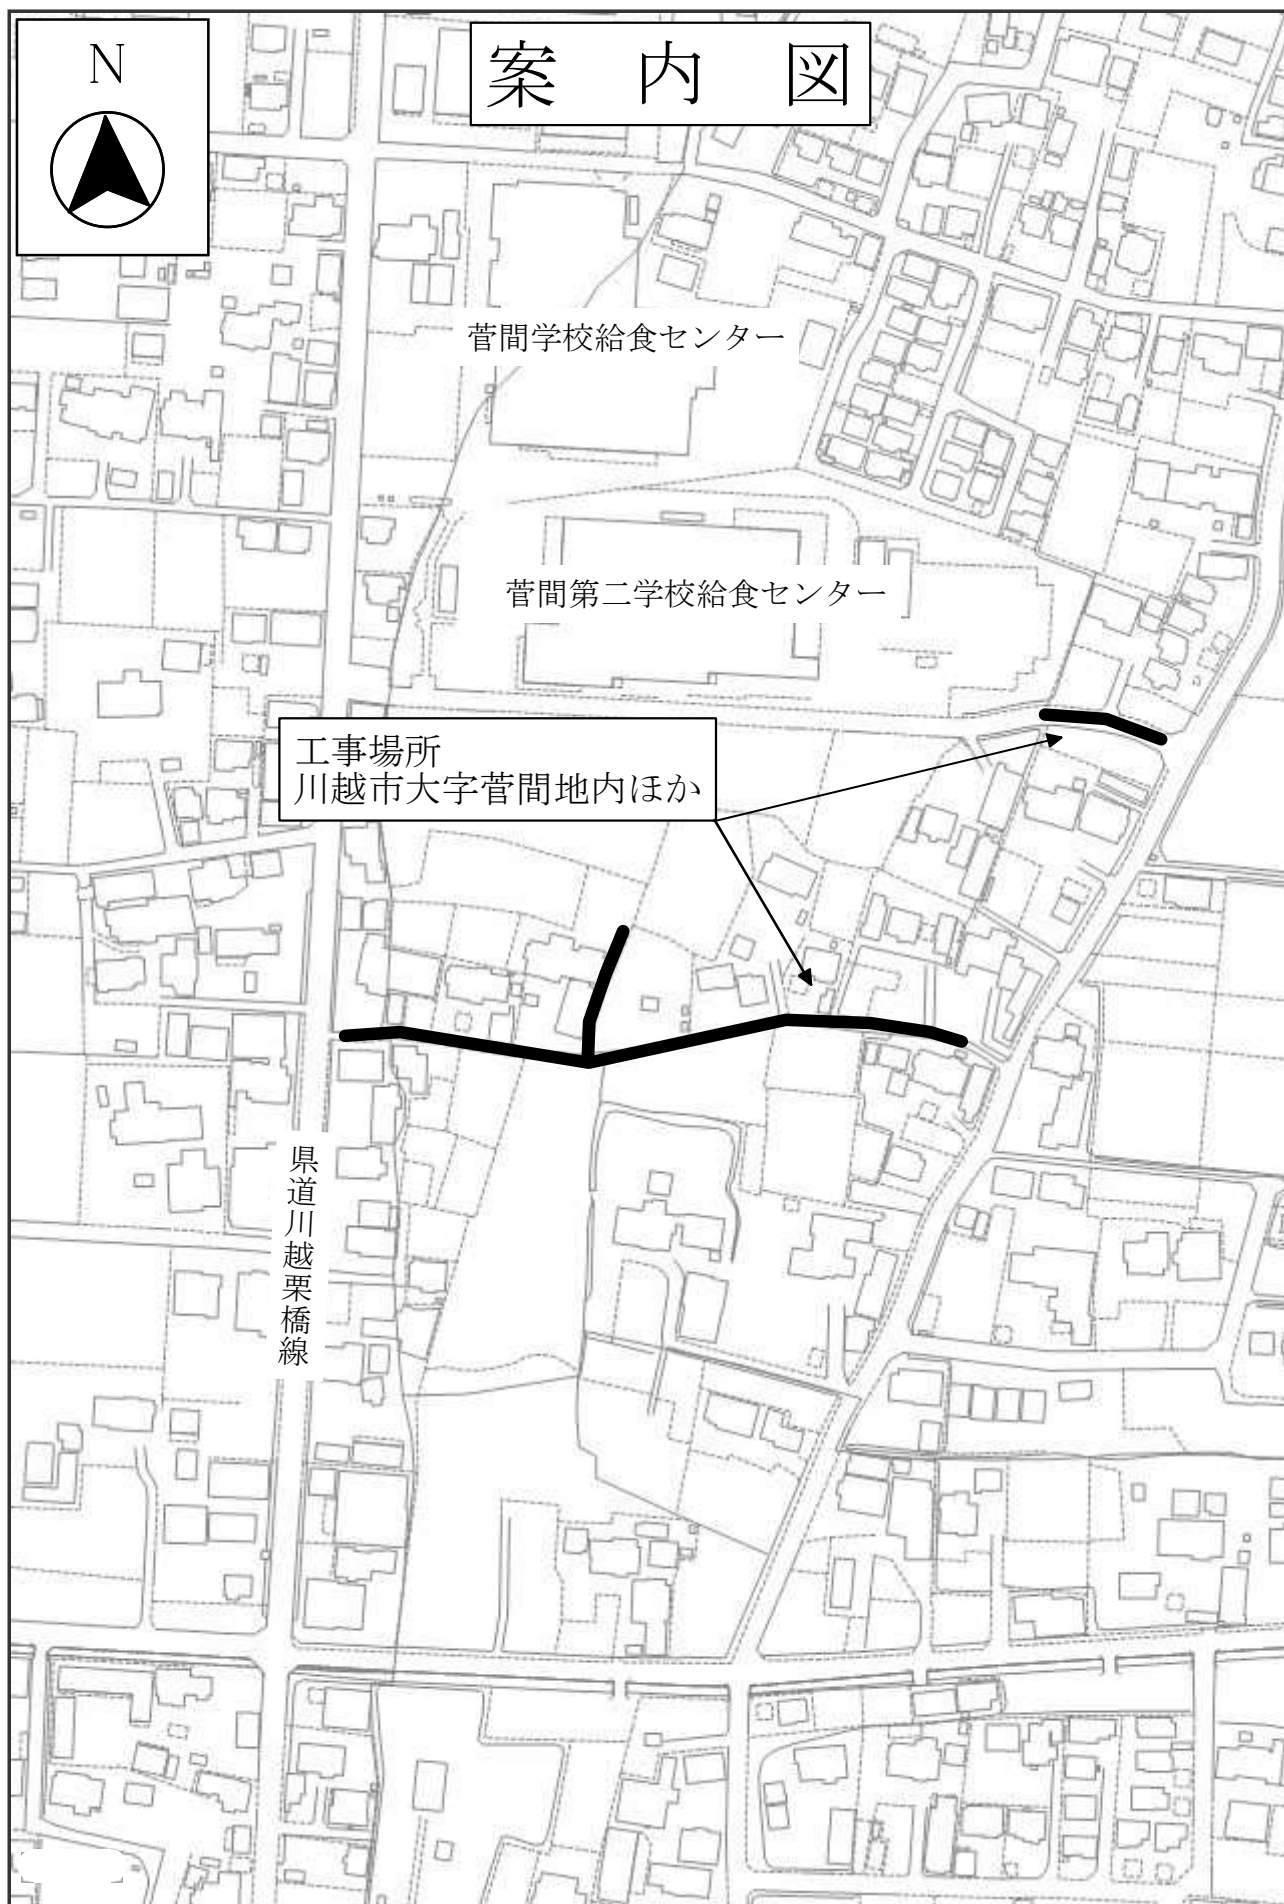 N
案内図
菅間学校給食センター
菅間第二学校給食センター
工事場所
川越市大字菅間地内ほか
県道川越栗橋線